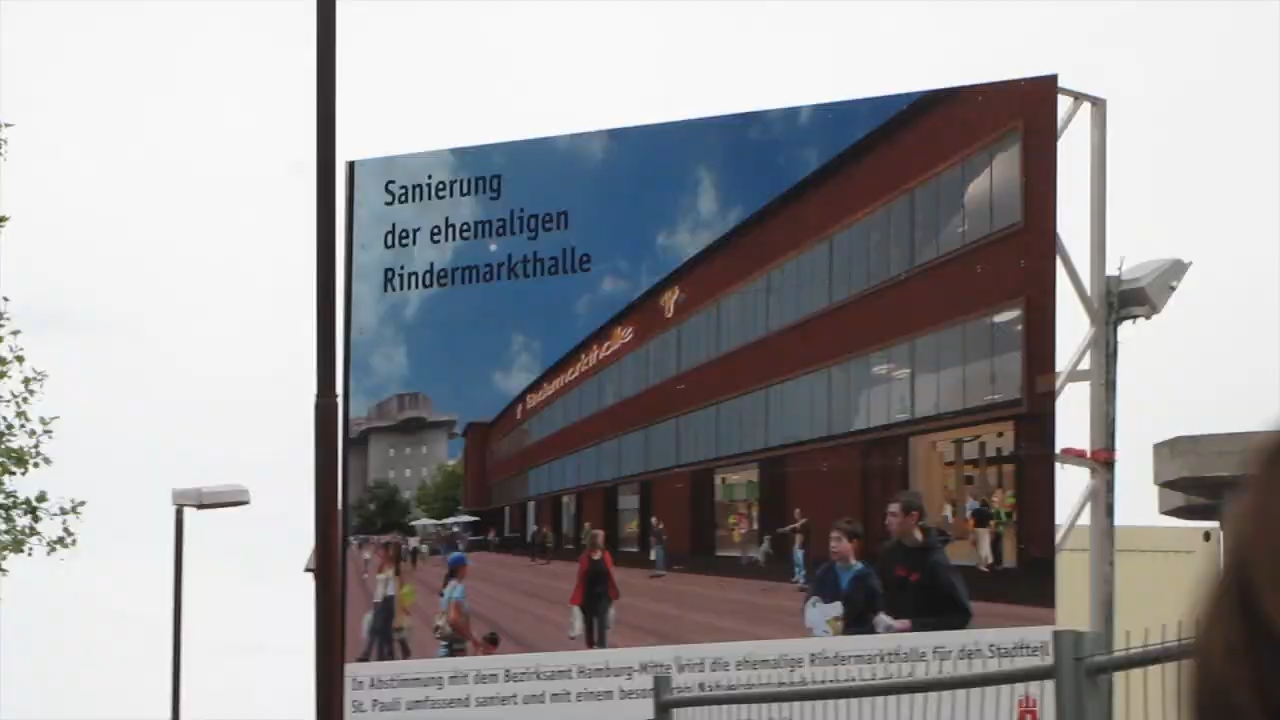 Sanierung
der ehemaligen
Rindermarkthalle
Rindermarkthalle
In Abstimmung mit dem Bezirksamt Hamburg-Mitte wird die ehemalige Rindermarkthalle für den Stadtteil
St. Pauli umfassend saniert und mit einem